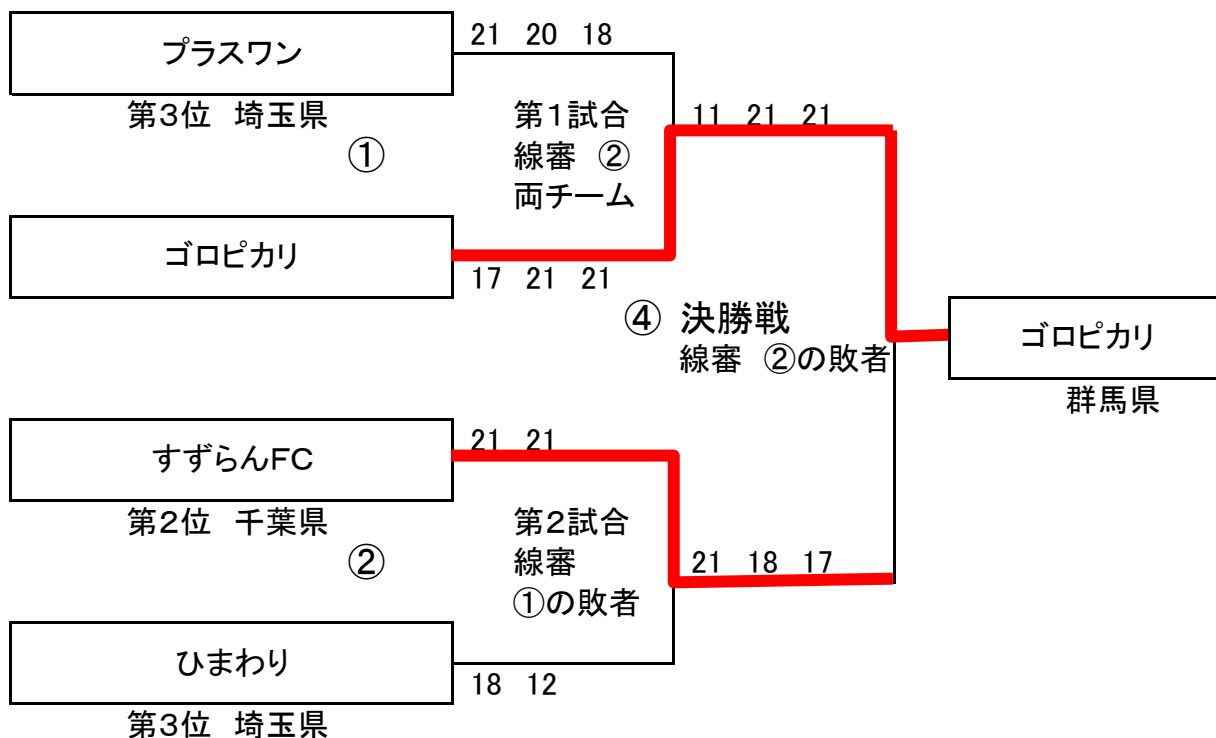 プラスワン
21 20 18
第3位 埼玉県
①
第1試合
線審 ②
両チーム
11 21 21
ゴロピカリ
17 21 21
④ 決勝戦
線審 ②の敗者
ゴロピカリ
群馬県
すずらんFC
21 21
第2位 千葉県
②
第2試合
線審
①の敗者
21 18 17
ひまわり
18 12
第3位 埼玉県